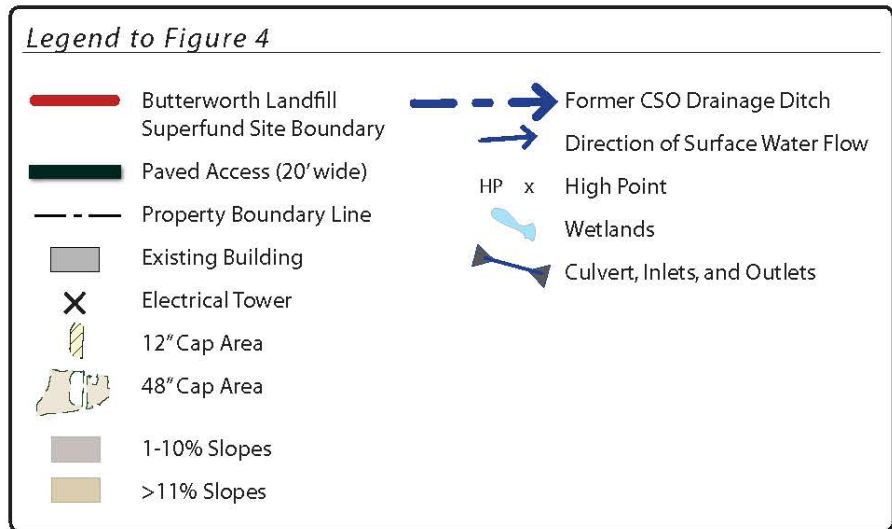 Legend to Figure 4
Butterworth Landfill
Superfund Site Boundary
Paved Access (20' wide)
Property Boundary Line
Existing Building
Electrical Tower
12" Cap Area
48" Cap Area
1-10% Slopes
>11% Slopes
Former CSO Drainage Ditch
Direction of Surface Water Flow
HP x High Point
Wetlands
Culvert, Inlets, and Outlets